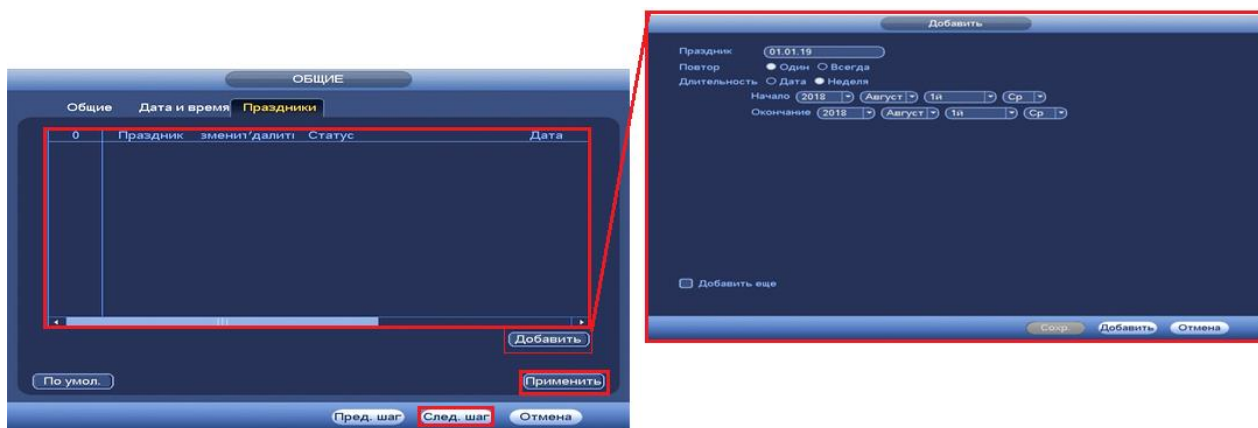 ОБЩИЕ
Общие Дата и время Праздники
0 Праздник зменит'далити Статус Дата
Добавить
По умол. Применить
Пред. шаг След. шаг Отмена
Добавить
Праздник 01.01.19
Повтор Один Всегда
Длительность Дата Неделя
Начало 2018 Август 1й Ср
Окончание 2018 Август 1й Ср
Добавить еще
Сохр. Добавить Отмена